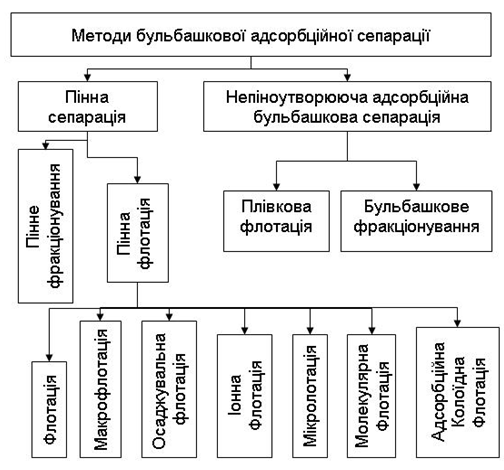 Методи бульбашкової адсорбційної сепарації
Пінна
сепарація
Непіноутворююча адсорбційна
бульбашкова сепарація
Пінне
фракціонування
Пінна
флотація
Плівкова
флотація
Бульбашкове
фракціонування
Флотація
Макрофлотація
Осаджувальна
флотація
Іонна
Флотація
Мікролотація
Молекулярна
Флотація
Адсорбційна
Колоїдна
Флотація